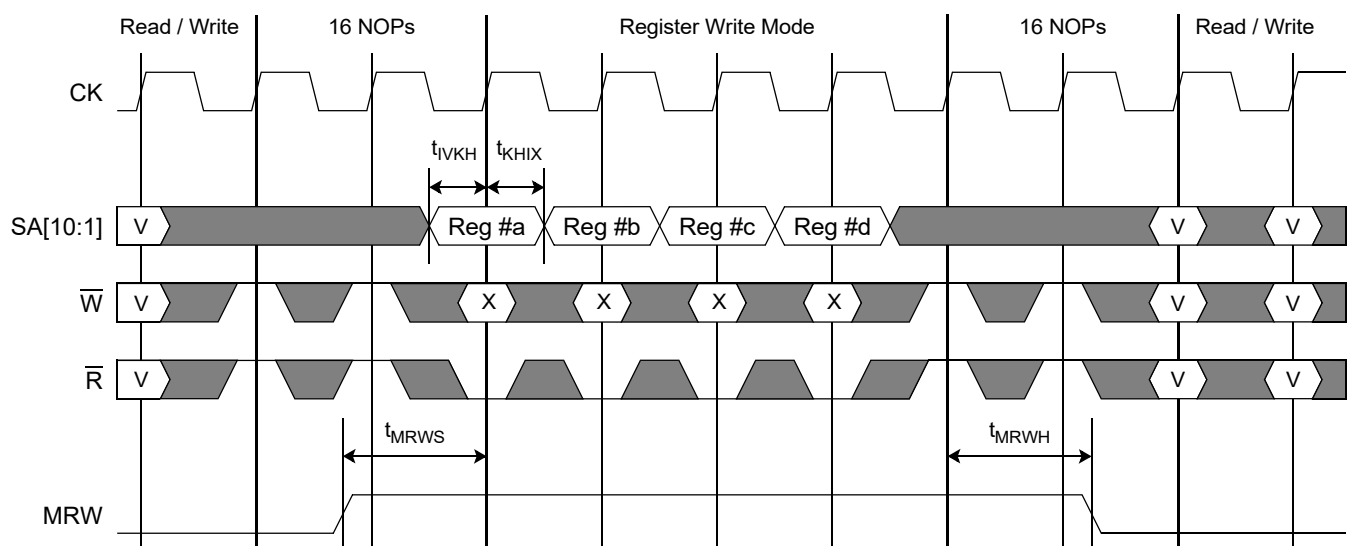 Read / Write 16 NOPs Register Write Mode 16 NOPs Read / Write
CK
tIVKH tKHIX
SA[10:1] V Reg #a Reg #b Reg #c Reg #d V V
W V X X X X V V
R V V V
tMRWS tMRWH
MRW